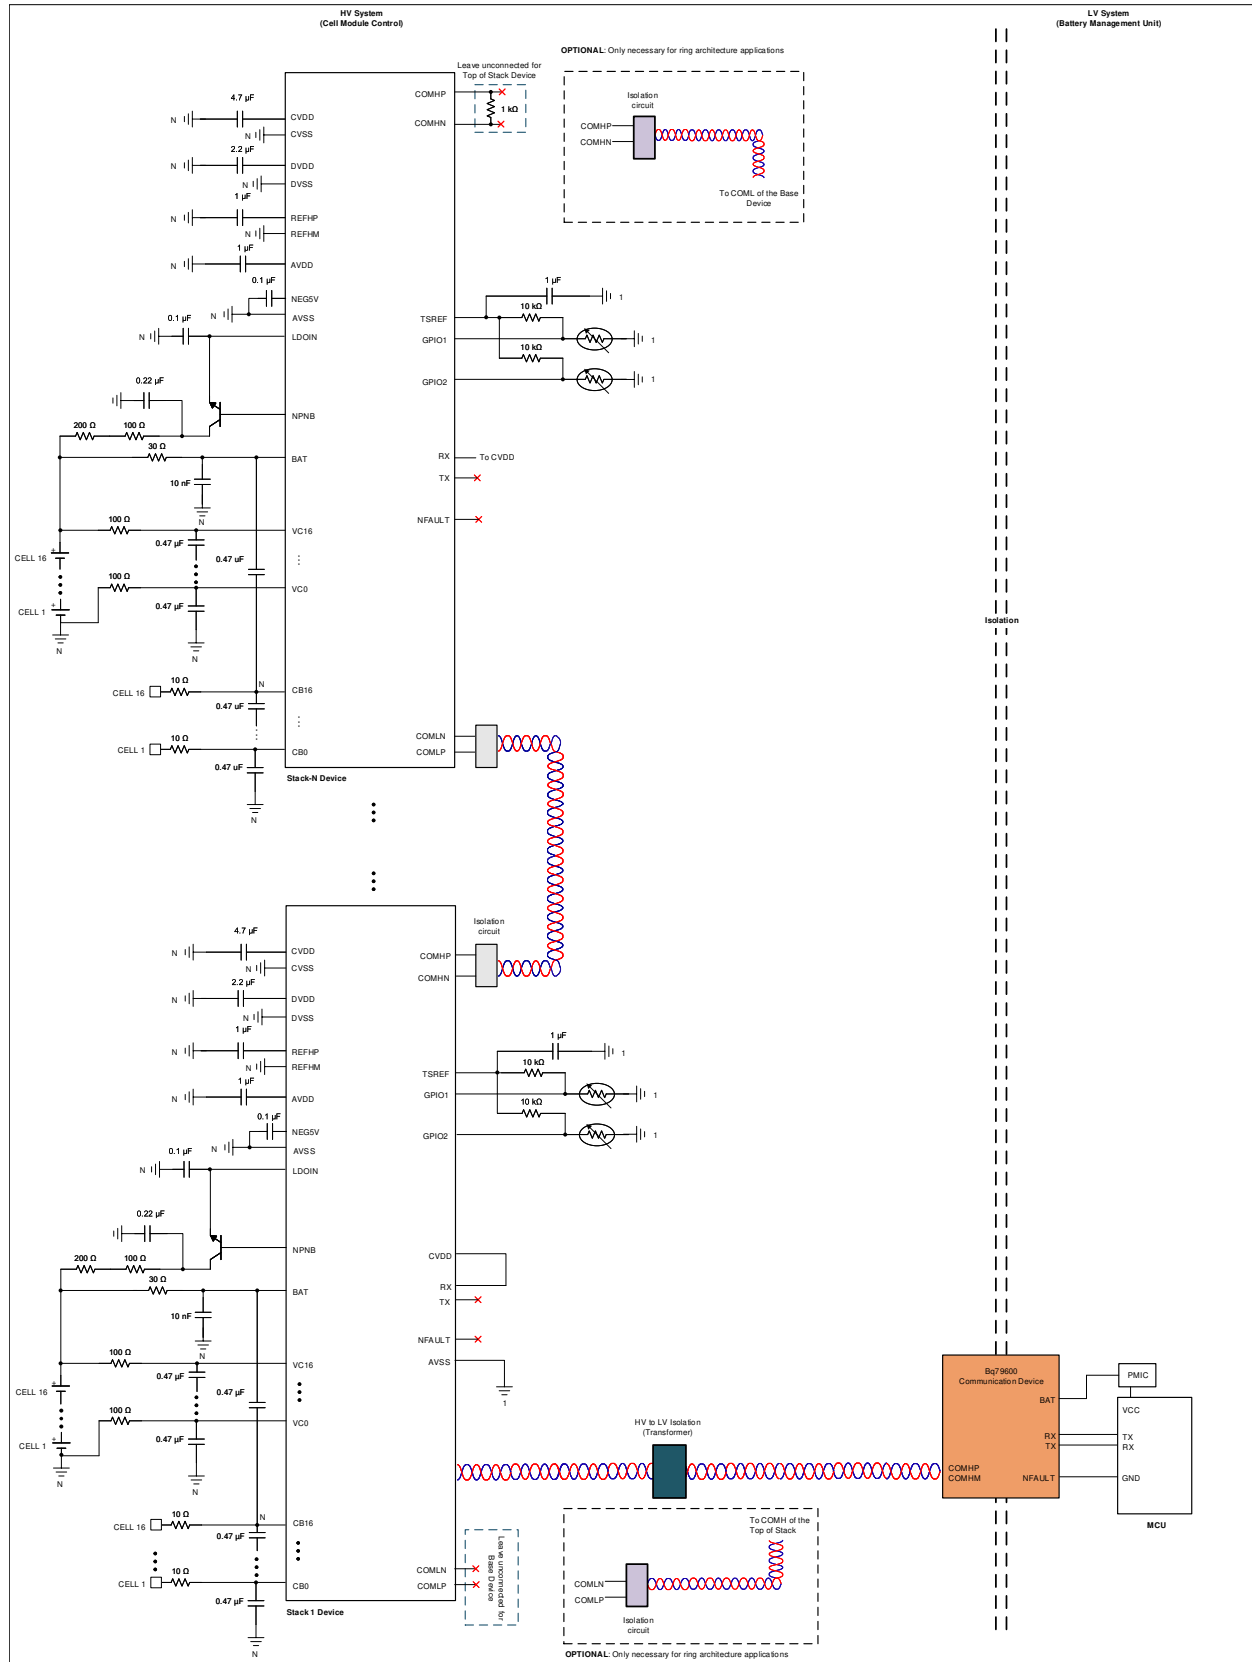 HV System
(Cell Module Control)
LV System
(Battery Management Unit)
OPTIONAL: Only necessary for ring architecture applications
Leave unconnected for
Top of Stack Device
COMHP
1 kΩ
COMHN
Isolation
circuit
COMHP
COMHN
To COML of the Base
Device
4.7 µF
N
CVDD
N
CVSS
2.2 µF
N
DVDD
N
DVSS
1 µF
N
REFHP
N
REFHM
1 µF
N
AVDD
0.1 µF
NEG5V
N
AVSS
0.1 µF
N
LDOIN
1 µF
1
10 kΩ
TSREF
GPIO1
1
10 kΩ
GPIO2
1
0.22 µF
NPNB
200 Ω
100 Ω
30 Ω
BAT
10 nF
N
RX
To CVDD
TX
NFAULT
100 Ω
VC16
0.47 µF
0.47 uF
CELL 16
+
100 Ω
VC0
0.47 µF
CELL 1
+
N
N
N
10 Ω
CELL 16
CB16
0.47 uF
10 Ω
CELL 1
CB0
0.47 uF
N
COMLN
COMLP
Stack-N Device
Isolation
Isolation
circuit
COMHP
COMHN
4.7 µF
N
CVDD
N
CVSS
2.2 µF
N
DVDD
N
DVSS
1 µF
N
REFHP
N
REFHM
1 µF
N
AVDD
0.1 µF
NEG5V
N
AVSS
0.1 µF
N
LDOIN
1 µF
1
10 kΩ
TSREF
GPIO1
1
10 kΩ
GPIO2
1
0.22 µF
NPNB
200 Ω
100 Ω
30 Ω
BAT
10 nF
N
CVDD
RX
TX
NFAULT
AVSS
1
100 Ω
VC16
0.47 µF
0.47 µF
CELL 16
+
100 Ω
VC0
0.47 µF
CELL 1
+
N
N
Bq79600
Communication Device
BAT
RX
TX
COMHP
COMHM
NFAULT
PMIC
VCC
TX
RX
GND
MCU
HV to LV Isolation
(Transformer)
N
10 Ω
CELL 16
CB16
0.47 µF
10 Ω
CELL 1
CB0
0.47 µF
N
COMLN
COMLP
Leave unconnected for
Base Device
Stack 1 Device
To COMH of the
Top of Stack
COMLN
COMLP
Isolation
circuit
OPTIONAL: Only necessary for ring architecture applications